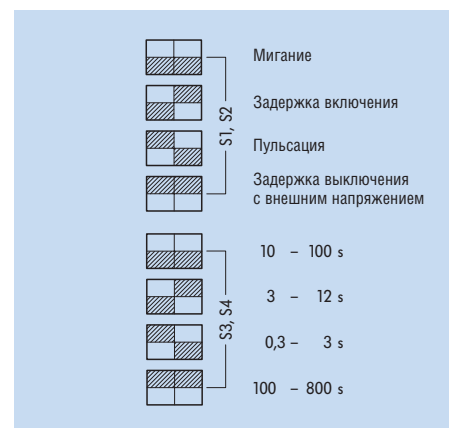 Мигание
Задержка включения
S1, S2
Пульсация
Задержка выключения
с внешним напряжением
10 – 100 s
3 – 12 s
S3, S4
0,3 – 3 s
100 – 800 s